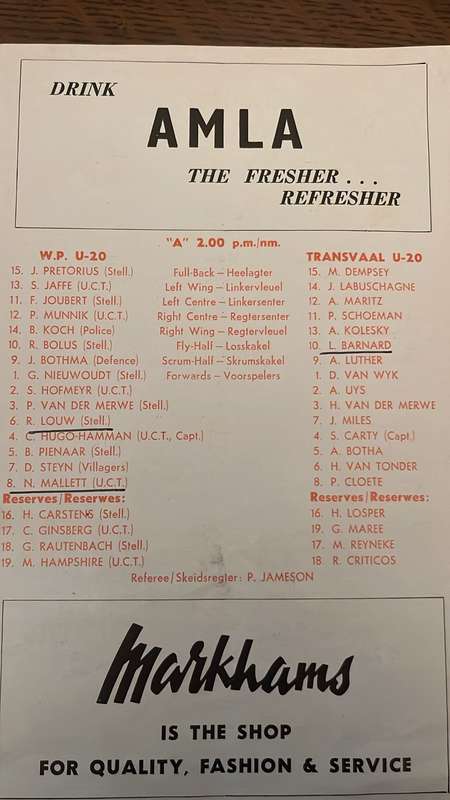 DRINK
AMLA
THE FRESHER . . .
REFRESHER
"A" 2.00 p.m./nm.
W.P. U-20 TRANSVAAL U-20
15. J. PRETORIUS (Stell.) Full-Back — Heelagter 15. M. DEMPSEY
13. S. JAFFE (U.C.T.) Left Wing — Linkervleuel 14. J. LABUSCHAGNE
11. F. JOUBERT (Stell.) Left Centre — Linkersenter 12. A. MARITZ
12. P. MUNNIK (U.C.T.) Right Centre — Regtersenter 11. P. SCHOEMAN
14. B. KOCH (Police) Right Wing — Regtervleuel 13. A. KOLESKY
10. R. BOLUS (Stell.) Fly-Half — Losskakel 10. L. BARNARD
9. J. BOTHMA (Defence) Scrum-Half — Skrumskakel 9. A. LUTHER
1. G. NIEUWOUDT (Stell.) Forwards — Voorspelers 1. D. VAN WYK
2. S. HOFMEYR (U.C.T.) 2. A. UYS
3. P. VAN DER MERWE (Stell.) 3. H. VAN DER MERWE
6. R. LOUW (Stell.) 7. J. MILES
4. C. HUGO-HAMMAN (U.C.T., Capt.) 4. S. CARTY (Capt.)
5. B. PIENAAR (Stell.) 5. A. BOTHA
7. D. STEYN (Villagers) 6. H. VAN TONDER
8. N. MALLETT (U.C.T.) 8. P. CLOETE
Reserves/Reserwes: Reserves/Reserwes:
16. H. CARSTENS (Stell.) 16. H. LOSPER
17. C. GINSBERG (U.C.T.) 19. G. MAREE
18. G. RAUTENBACH (Stell.) 17. M. REYNEKE
19. M. HAMPSHIRE (U.C.T.) 18. R. CRITICOS
Referee/Skeidsregter: P. JAMESON
Markhams
IS THE SHOP
FOR QUALITY, FASHION & SERVICE